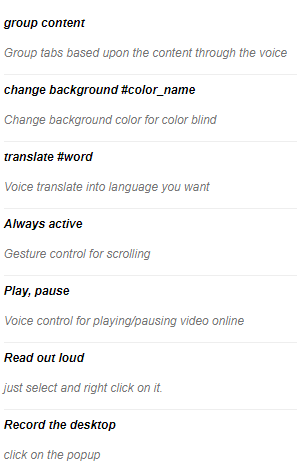 group content
Group tabs based upon the content through the voice
change background #color_name
Change background color for color blind
translate #word
Voice translate into language you want
Always active
Gesture control for scrolling
Play, pause
Voice control for playing/pausing video online
Read out loud
just select and right click on it.
Record the desktop
click on the popup